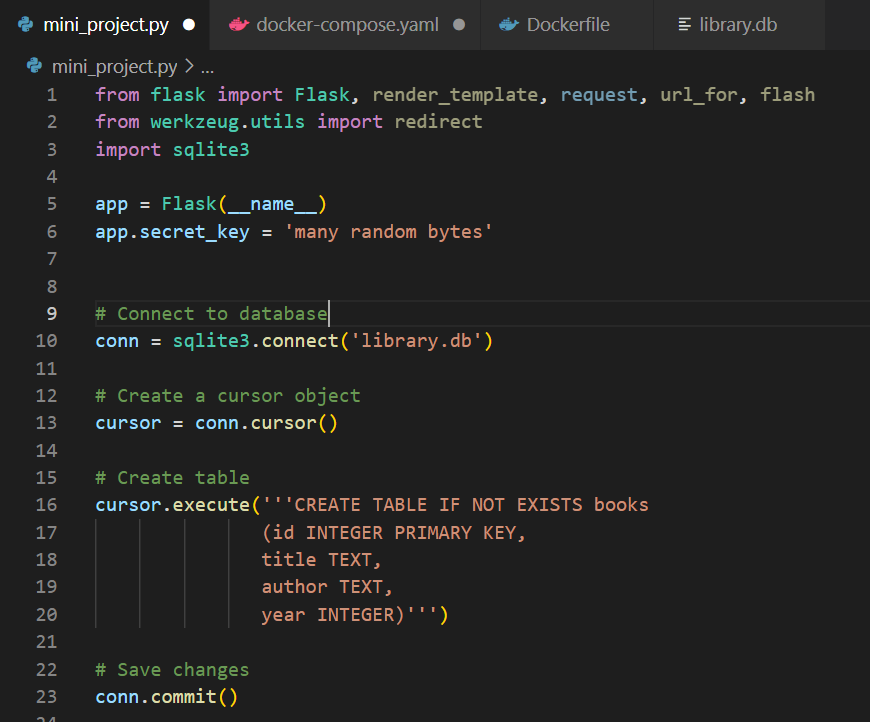 mini_project.py ● docker-compose.yaml ● Dockerfile library.db
mini_project.py > ...
1 from flask import Flask, render_template, request, url_for, flash
2 from werkzeug.utils import redirect
3 import sqlite3
4
5 app = Flask(__name__)
6 app.secret_key = 'many random bytes'
7
8
9 # Connect to database
10 conn = sqlite3.connect('library.db')
11
12 # Create a cursor object
13 cursor = conn.cursor()
14
15 # Create table
16 cursor.execute('''CREATE TABLE IF NOT EXISTS books
17 (id INTEGER PRIMARY KEY,
18 title TEXT,
19 author TEXT,
20 year INTEGER)''')
21
22 # Save changes
23 conn.commit()
24